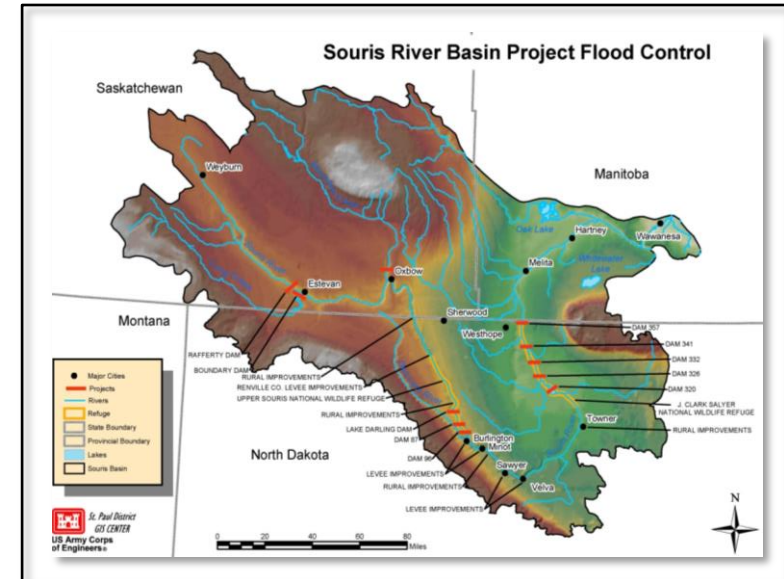 Souris River Basin Project Flood Control
Saskatchewan
Manitoba
Weyburn
Oak Lake
Hartney
Wawanesa
Whitewater
Lake
Melita
Oxbow
Estevan
Sherwood
Westhope
Montana
DAM 357
DAM 341
DAM 332
DAM 326
DAM 320
J. CLARK SALYER
NATIONAL WILDLIFE REFUGE
Towner
RURAL IMPROVEMENTS
RAFFERTY DAM
BOUNDARY DAM
RURAL IMPROVEMENTS
RENVILLE CO. LEVEE IMPROVEMENTS
UPPER SOURIS NATIONAL WILDLIFE REFUGE
RURAL IMPROVEMENTS
LAKE DARLING DAM
DAM 87
DAM 96
Burlington
Minot
North Dakota
LEVEE IMPROVEMENTS
RURAL IMPROVEMENTS
Sawyer
Velva
LEVEE IMPROVEMENTS
Major Cities
Projects
Rivers
Refuge
State Boundary
Provincial Boundary
Lakes
Souris Basin
St. Paul District
GIS CENTER
US Army Corps
of Engineers®
0 20 40 60 80
Miles
N